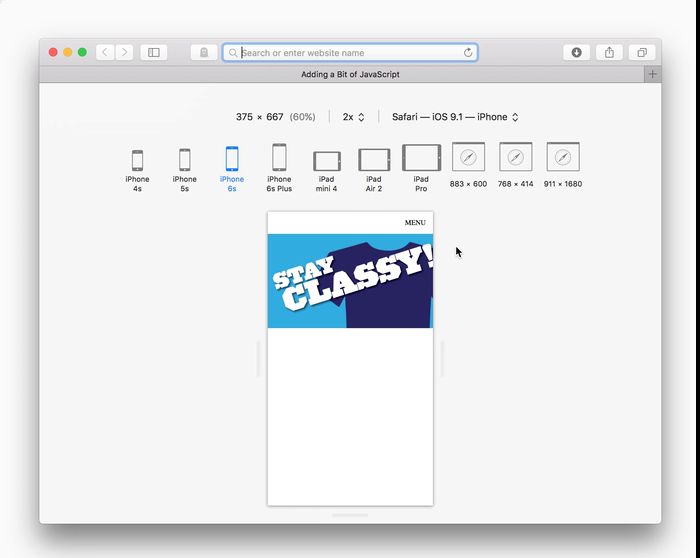 Search or enter website name
Adding a Bit of JavaScript
375 × 667 (60%) 2x Safari — iOS 9.1 — iPhone
iPhone 4s
iPhone 5s
iPhone 6s
iPhone 6s Plus
iPad mini 4
iPad Air 2
iPad Pro
883 × 600
768 × 414
911 × 1680
MENU
STAY
CLASSY!